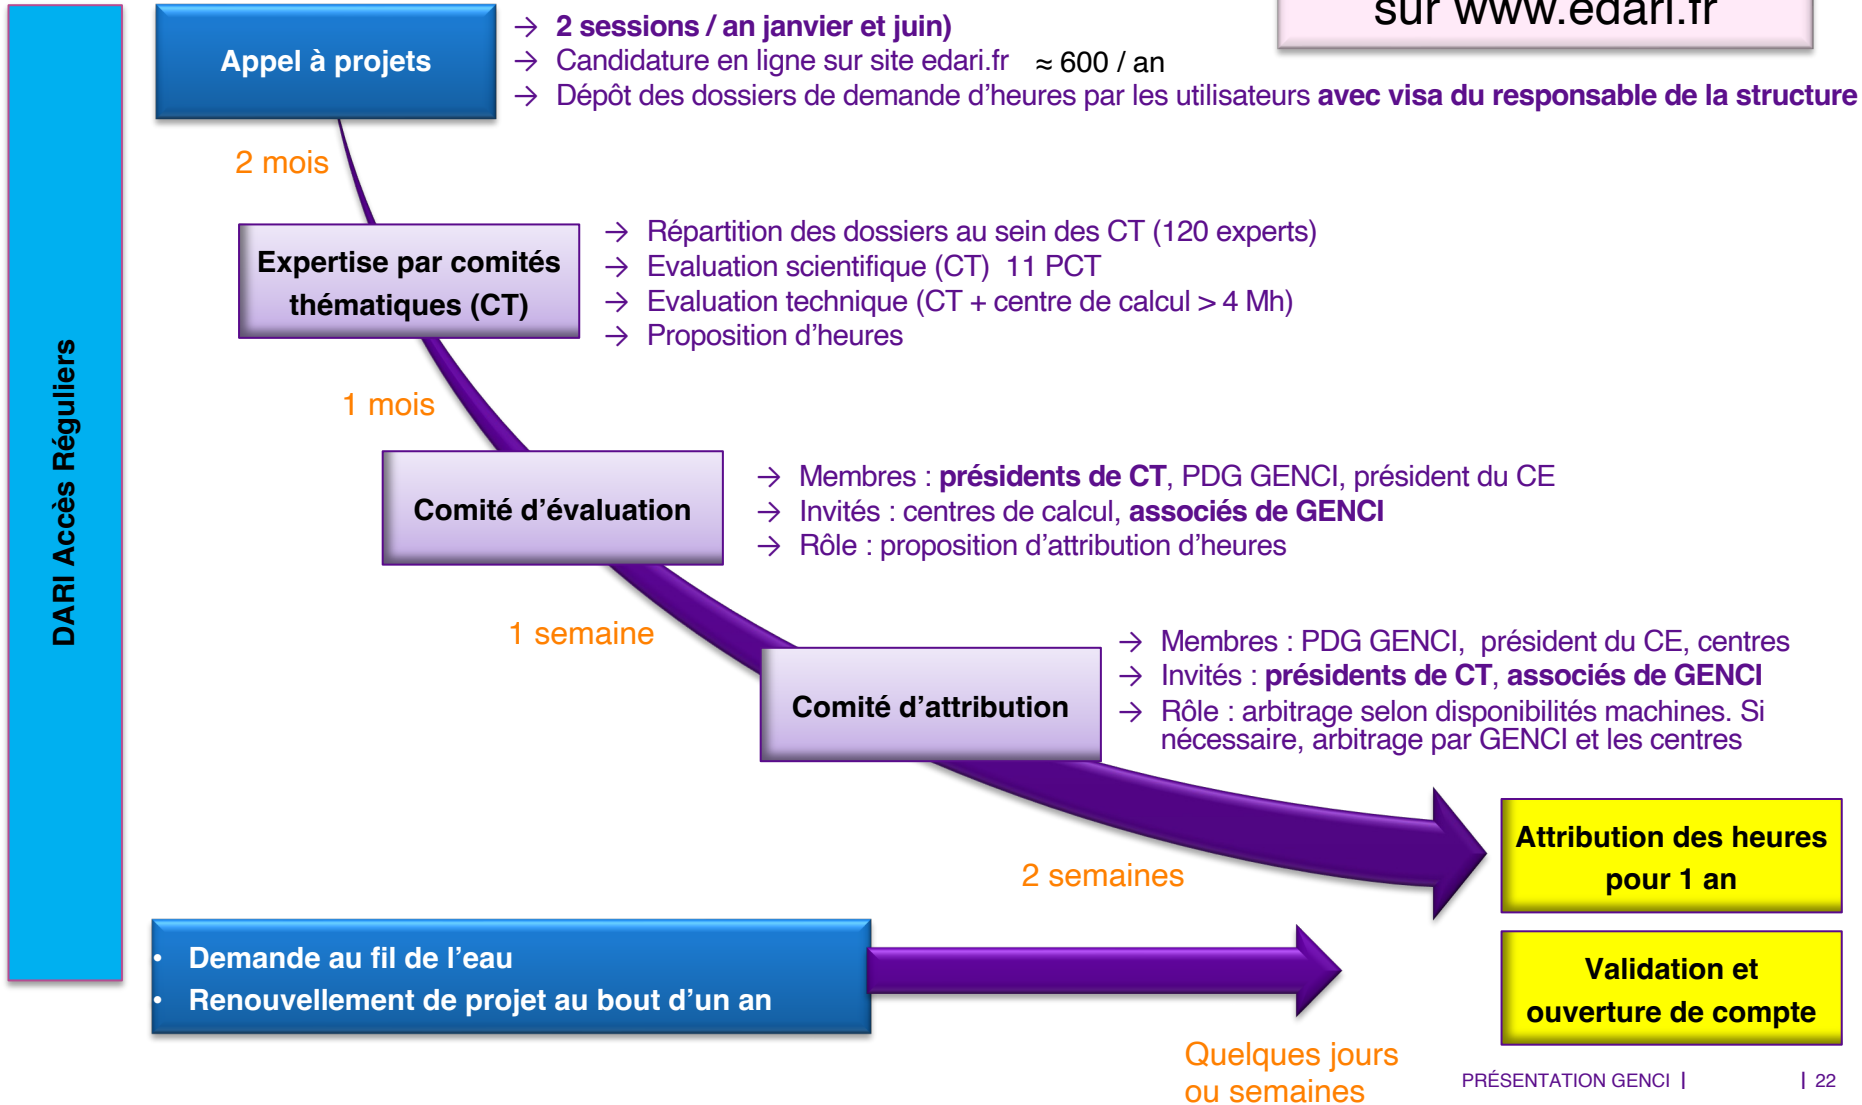 sur www.edari.fr
Appel à projets
→ 2 sessions / an janvier et juin)
→ Candidature en ligne sur site edari.fr ≈ 600 / an
→ Dépôt des dossiers de demande d’heures par les utilisateurs avec visa du responsable de la structure
2 mois
DARI Accès Réguliers
Expertise par comités
thématiques (CT)
→ Répartition des dossiers au sein des CT (120 experts)
→ Evaluation scientifique (CT) 11 PCT
→ Evaluation technique (CT + centre de calcul > 4 Mh)
→ Proposition d’heures
1 mois
Comité d’évaluation
→ Membres : présidents de CT, PDG GENCI, président du CE
→ Invités : centres de calcul, associés de GENCI
→ Rôle : proposition d’attribution d’heures
1 semaine
Comité d’attribution
→ Membres : PDG GENCI, président du CE, centres
→ Invités : présidents de CT, associés de GENCI
→ Rôle : arbitrage selon disponibilités machines. Si
nécessaire, arbitrage par GENCI et les centres
2 semaines
Attribution des heures
pour 1 an
• Demande au fil de l’eau
• Renouvellement de projet au bout d’un an
Validation et
ouverture de compte
Quelques jours
ou semaines
PRÉSENTATION GENCI | | 22